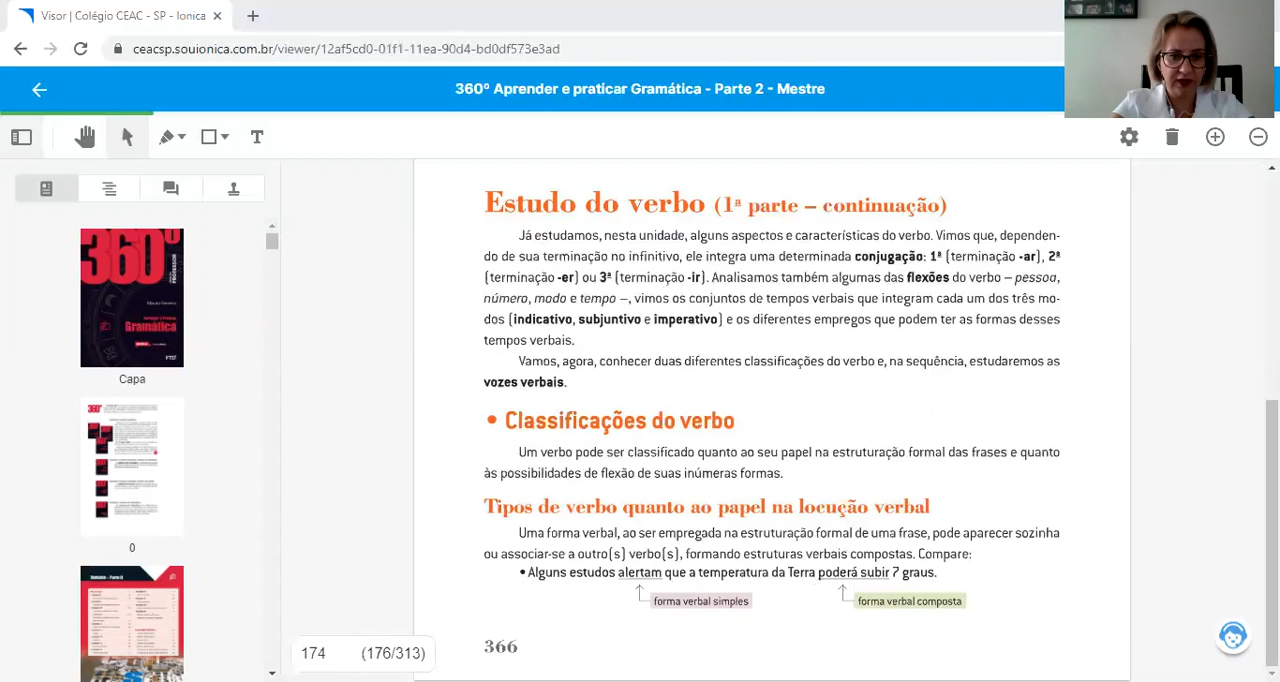 Visor | Colégio CEAC - SP - Ionica
ceacsp.souionica.com.br/viewer/12af5cd0-01f1-11ea-90d4-bd0df573e3ad
360º Aprender e praticar Gramática - Parte 2 - Mestre
T
360º
Gramática
FTD
Capa
360º
0
174 (176/313)
Estudo do verbo (1ª parte – continuação)
Já estudamos, nesta unidade, alguns aspectos e características do verbo. Vimos que, dependen-
do de sua terminação no infinitivo, ele integra uma determinada conjugação: 1ª (terminação -ar), 2ª
(terminação -er) ou 3ª (terminação -ir). Analisamos também algumas das flexões do verbo – pessoa,
número, modo e tempo –, vimos os conjuntos de tempos verbais que integram cada um dos três mo-
dos (indicativo, subjuntivo e imperativo) e os diferentes empregos que podem ter as formas desses
tempos verbais.
Vamos, agora, conhecer duas diferentes classificações do verbo e, na sequência, estudaremos as
vozes verbais.
• Classificações do verbo
Um verbo pode ser classificado quanto ao seu papel na estruturação formal das frases e quanto
às possibilidades de flexão de suas inúmeras formas.
Tipos de verbo quanto ao papel na locução verbal
Uma forma verbal, ao ser empregada na estruturação formal de uma frase, pode aparecer sozinha
ou associar-se a outro(s) verbo(s), formando estruturas verbais compostas. Compare:
• Alguns estudos alertam que a temperatura da Terra poderá subir 7 graus.
forma verbal simples forma verbal composta
366